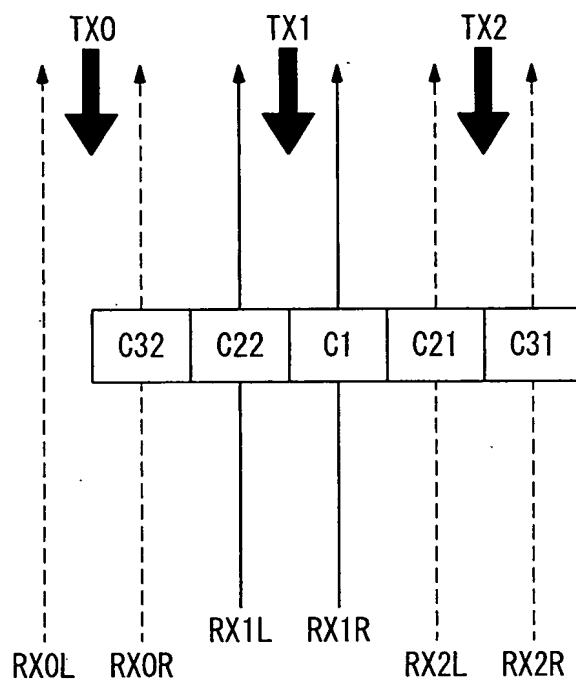 TX0 TX1 TX2
C32 C22 C1 C21 C31
RX1L RX1R
RX0L RX0R RX2L RX2R